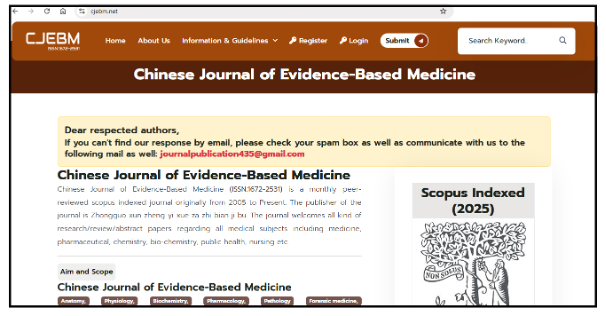 cjebm.net
CJEBM
ISSN:1672-2531
Home About Us Information & Guidelines Register Login Submit Search Keyword
Chinese Journal of Evidence-Based Medicine
Dear respected authors,
If you can't find our response by email, please check your spam box as well as communicate with us to the
following mail as well: journalpublication435@gmail.com
Chinese Journal of Evidence-Based Medicine
Chinese Journal of Evidence-Based Medicine (ISSN:1672-2531) is a monthly peer-
reviewed scopus indexed journal originally from 2005 to Present. The publisher of the
journal is Zhongguo xun zheng yi xue za zhi bian ji bu. The journal welcomes all kind of
research/review/abstract papers regarding all medical subjects including medicine,
pharmaceutical, chemistry, bio-chemistry, public health, nursing etc
Scopus Indexed
(2025)
NON SOLUS
Aim and Scope
Chinese Journal of Evidence-Based Medicine
Anatomy, Physiology, Biochemistry, Pharmacology, Pathology Forensic medicine,